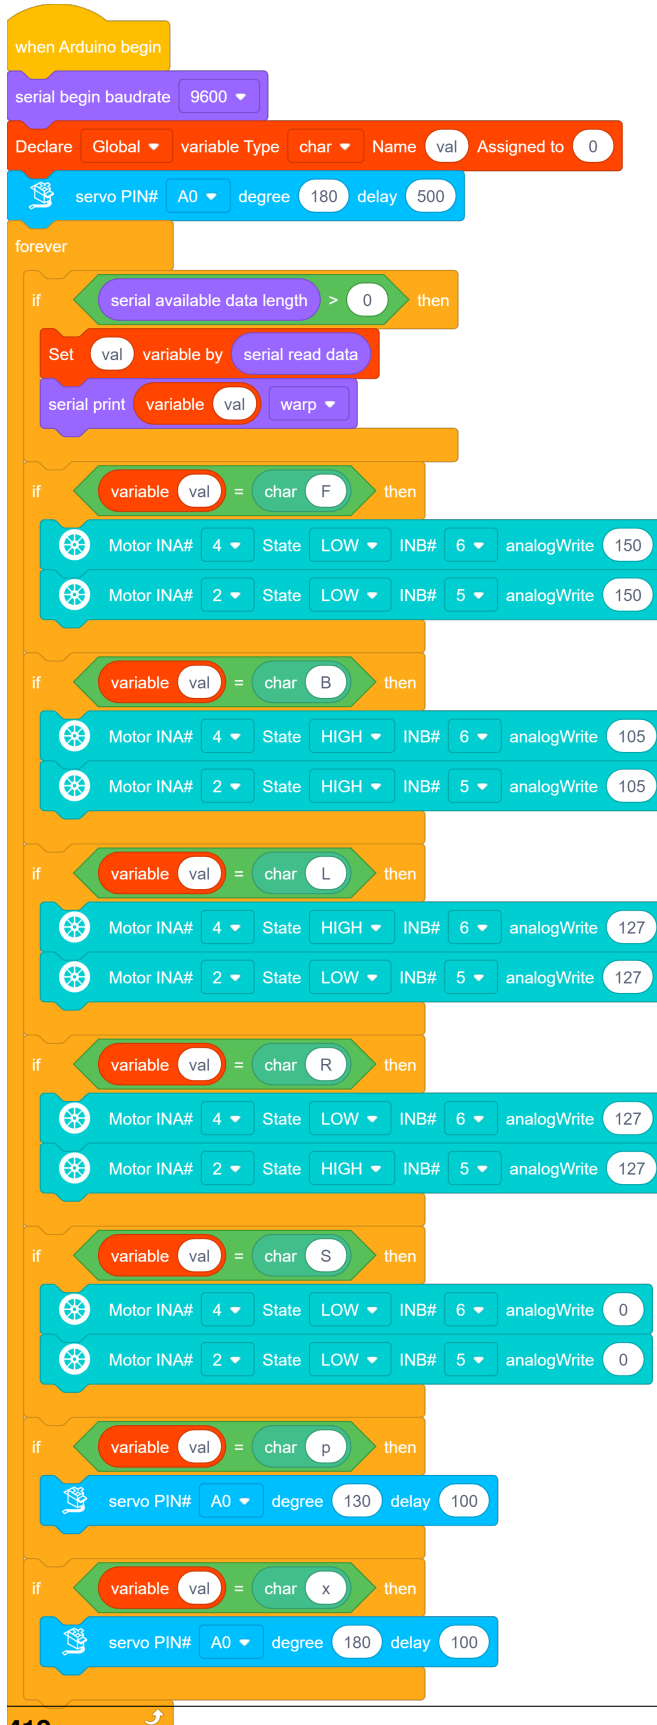 when Arduino begin
serial begin baudrate 9600
Declare Global variable Type char Name val Assigned to 0
servo PIN# A0 degree 180 delay 500
forever
if serial available data length > 0 then
Set val variable by serial read data
serial print variable val warp
if variable val = char F then
Motor INA# 4 State LOW INB# 6 analogWrite 150
Motor INA# 2 State LOW INB# 5 analogWrite 150
if variable val = char B then
Motor INA# 4 State HIGH INB# 6 analogWrite 105
Motor INA# 2 State HIGH INB# 5 analogWrite 105
if variable val = char L then
Motor INA# 4 State HIGH INB# 6 analogWrite 127
Motor INA# 2 State LOW INB# 5 analogWrite 127
if variable val = char R then
Motor INA# 4 State LOW INB# 6 analogWrite 127
Motor INA# 2 State HIGH INB# 5 analogWrite 127
if variable val = char S then
Motor INA# 4 State LOW INB# 6 analogWrite 0
Motor INA# 2 State LOW INB# 5 analogWrite 0
if variable val = char p then
servo PIN# A0 degree 130 delay 100
if variable val = char x then
servo PIN# A0 degree 180 delay 100